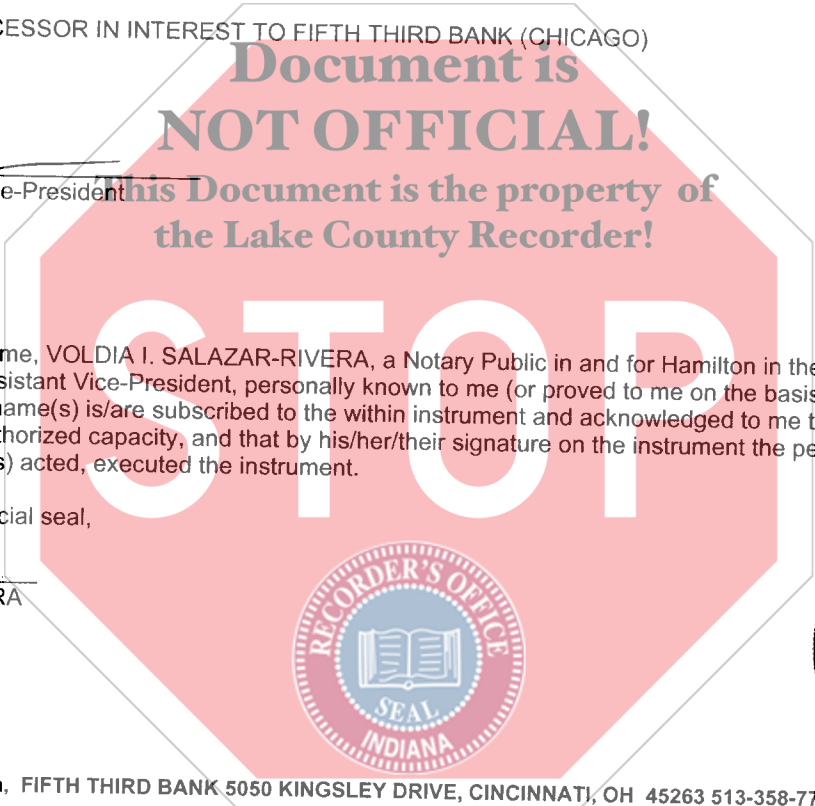 CESSOR IN INTEREST TO FIFTH THIRD BANK (CHICAGO)
Document is
NOT OFFICIAL!
e-President
This Document is the property of
the Lake County Recorder!
STOP
me, VOLDIA I. SALAZAR-RIVERA, a Notary Public in and for Hamilton in the
sistant Vice-President, personally known to me (or proved to me on the basis
name(s) is/are subscribed to the within instrument and acknowledged to me t
thorized capacity, and that by his/her/their signature on the instrument the pe
s) acted, executed the instrument.
cial seal,
RA
RECORDER'S OFFICE
SEAL
INDIANA
, FIFTH THIRD BANK 5050 KINGSLEY DRIVE, CINCINNATI, OH 45263 513-358-77